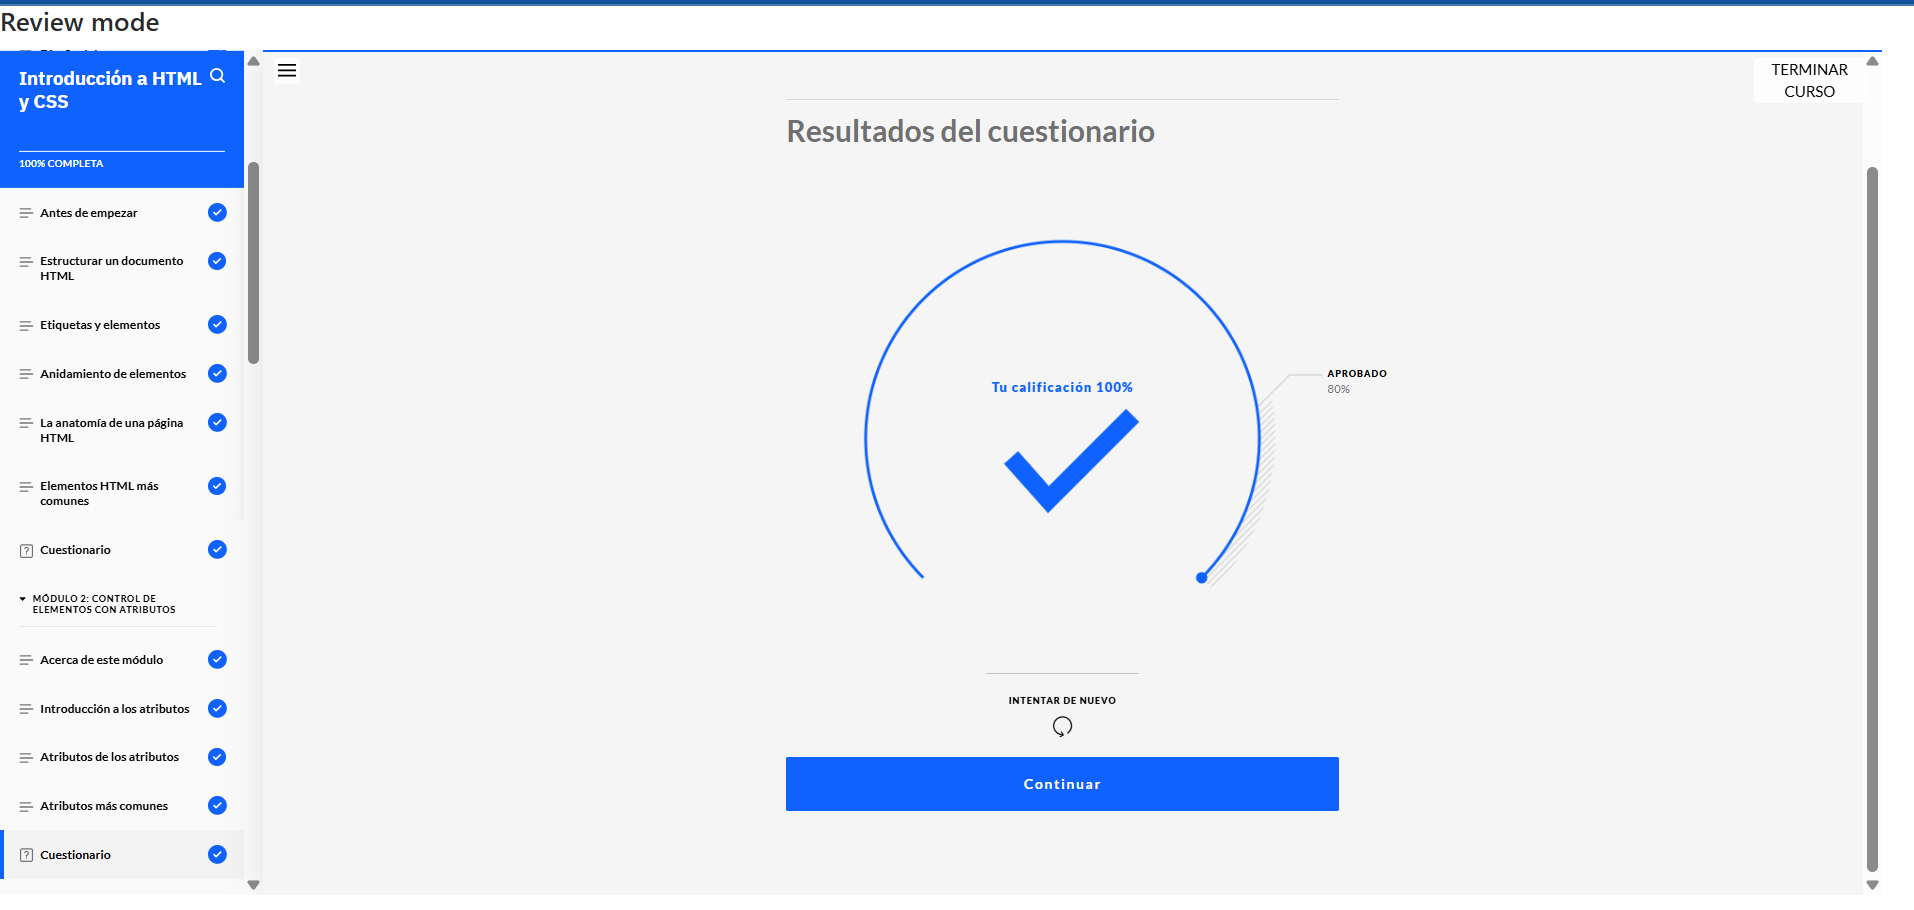 Review mode
Introducción a HTML
y CSS
100% COMPLETA
Antes de empezar
Estructurar un documento
HTML
Etiquetas y elementos
Anidamiento de elementos
La anatomía de una página
HTML
Elementos HTML más
comunes
Cuestionario
MÓDULO 2: CONTROL DE
ELEMENTOS CON ATRIBUTOS
Acerca de este módulo
Introducción a los atributos
Atributos de los atributos
Atributos más comunes
Cuestionario
TERMINAR
CURSO
Resultados del cuestionario
Tu calificación 100%
APROBADO
80%
INTENTAR DE NUEVO
Continuar